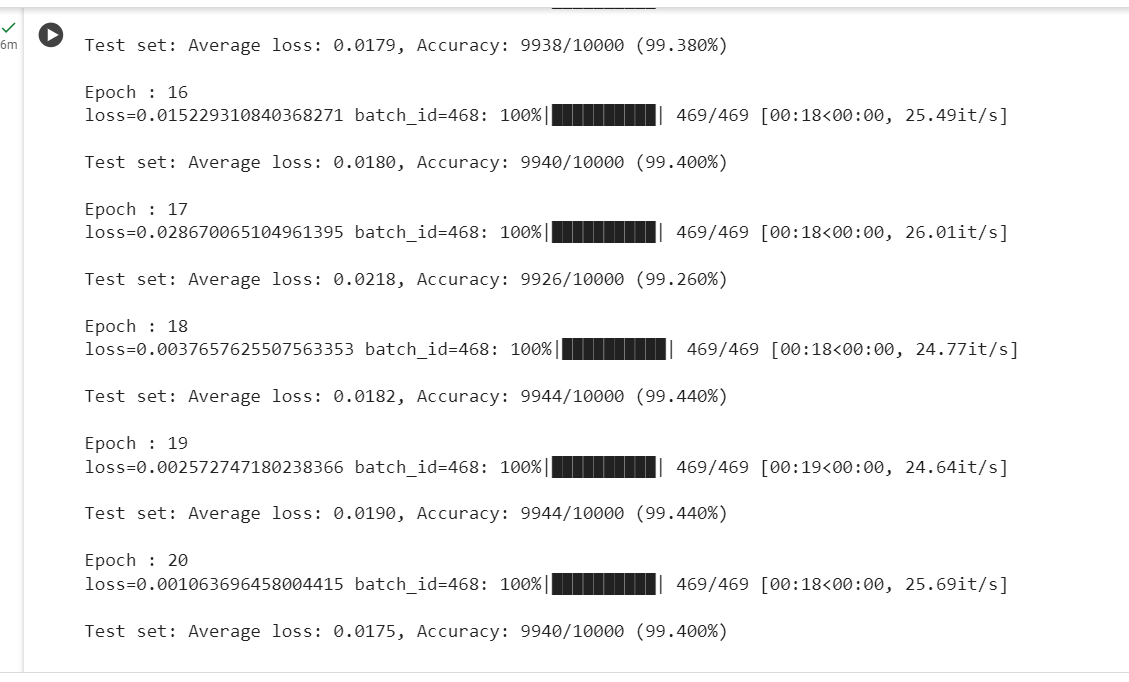 6m
Test set: Average loss: 0.0179, Accuracy: 9938/10000 (99.380%)
Epoch : 16
loss=0.015229310840368271 batch_id=468: 100%|██████████| 469/469 [00:18<00:00, 25.49it/s]
Test set: Average loss: 0.0180, Accuracy: 9940/10000 (99.400%)
Epoch : 17
loss=0.028670065104961395 batch_id=468: 100%|██████████| 469/469 [00:18<00:00, 26.01it/s]
Test set: Average loss: 0.0218, Accuracy: 9926/10000 (99.260%)
Epoch : 18
loss=0.0037657625507563353 batch_id=468: 100%|██████████| 469/469 [00:18<00:00, 24.77it/s]
Test set: Average loss: 0.0182, Accuracy: 9944/10000 (99.440%)
Epoch : 19
loss=0.002572747180238366 batch_id=468: 100%|██████████| 469/469 [00:19<00:00, 24.64it/s]
Test set: Average loss: 0.0190, Accuracy: 9944/10000 (99.440%)
Epoch : 20
loss=0.001063696458004415 batch_id=468: 100%|██████████| 469/469 [00:18<00:00, 25.69it/s]
Test set: Average loss: 0.0175, Accuracy: 9940/10000 (99.400%)